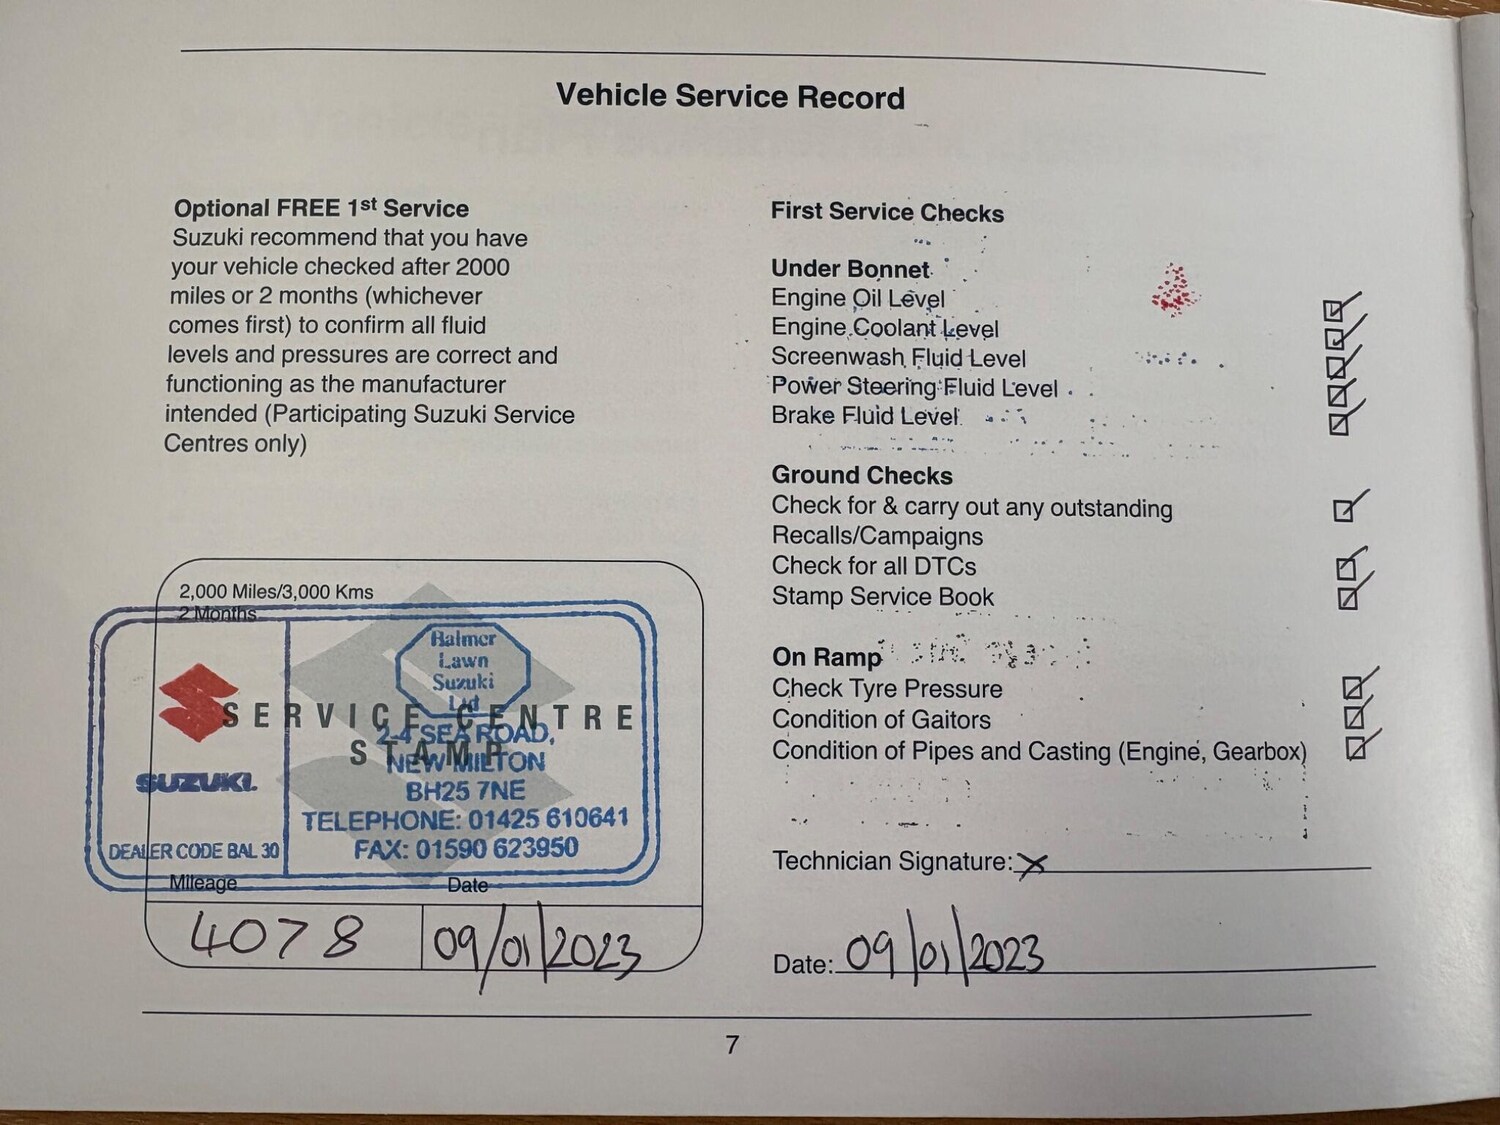 Vehicle Service Record
Optional FREE 1st Service
Suzuki recommend that you have
your vehicle checked after 2000
miles or 2 months (whichever
comes first) to confirm all fluid
levels and pressures are correct and
functioning as the manufacturer
intended (Participating Suzuki Service
Centres only)
2,000 Miles/3,000 Kms
2 Months
SERVICE CENTRE
STAMP
SUZUKI
DEALER CODE BAL 30
Balmer
Lawn
Suzuki
Ltd
2-4 SEA ROAD,
NEW MILTON
BH25 7NE
TELEPHONE: 01425 610641
FAX: 01590 623950
Mileage Date
4078 09/01/2023
First Service Checks
Under Bonnet
Engine Oil Level
Engine Coolant Level
Screenwash Fluid Level
Power Steering Fluid Level
Brake Fluid Level
Ground Checks
Check for & carry out any outstanding
Recalls/Campaigns
Check for all DTCs
Stamp Service Book
On Ramp
Check Tyre Pressure
Condition of Gaitors
Condition of Pipes and Casting (Engine, Gearbox)
Technician Signature: X
Date: 09/01/2023
7